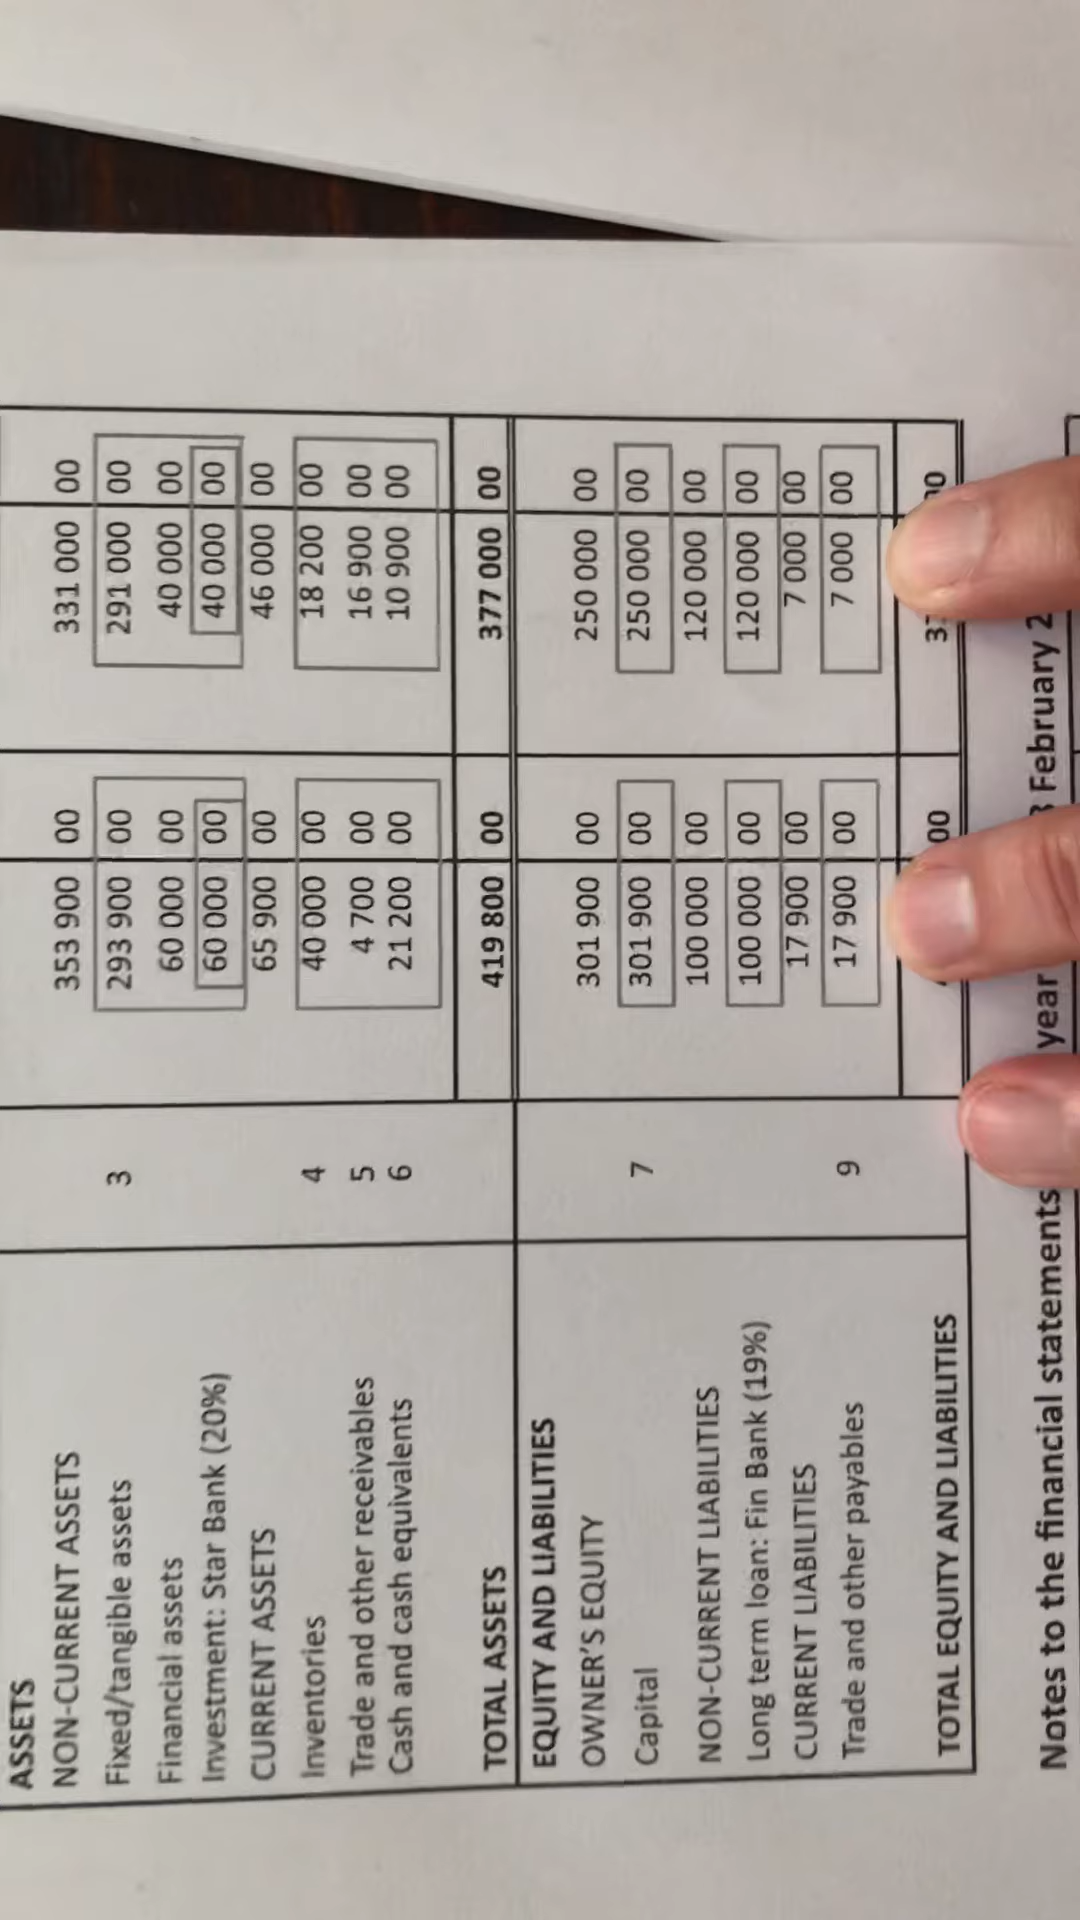 ASSETS
NON-CURRENT ASSETS 353 900 00 331 000 00
Fixed/tangible assets 3 293 900 00 291 000 00
Financial assets 60 000 00 40 000 00
Investment: Star Bank (20%) 60 000 00 40 000 00
CURRENT ASSETS 65 900 00 46 000 00
Inventories 4 40 000 00 18 200 00
Trade and other receivables 5 4 700 00 16 900 00
Cash and cash equivalents 6 21 200 00 10 900 00
TOTAL ASSETS 419 800 00 377 000 00
EQUITY AND LIABILITIES
OWNER'S EQUITY 301 900 00 250 000 00
Capital 7 301 900 00 250 000 00
NON-CURRENT LIABILITIES 100 000 00 120 000 00
Long term loan: Fin Bank (19%) 100 000 00 120 000 00
CURRENT LIABILITIES 17 900 00 7 000 00
Trade and other payables 9 17 900 00 7 000 00
TOTAL EQUITY AND LIABILITIES 00
Notes to the financial statements year February